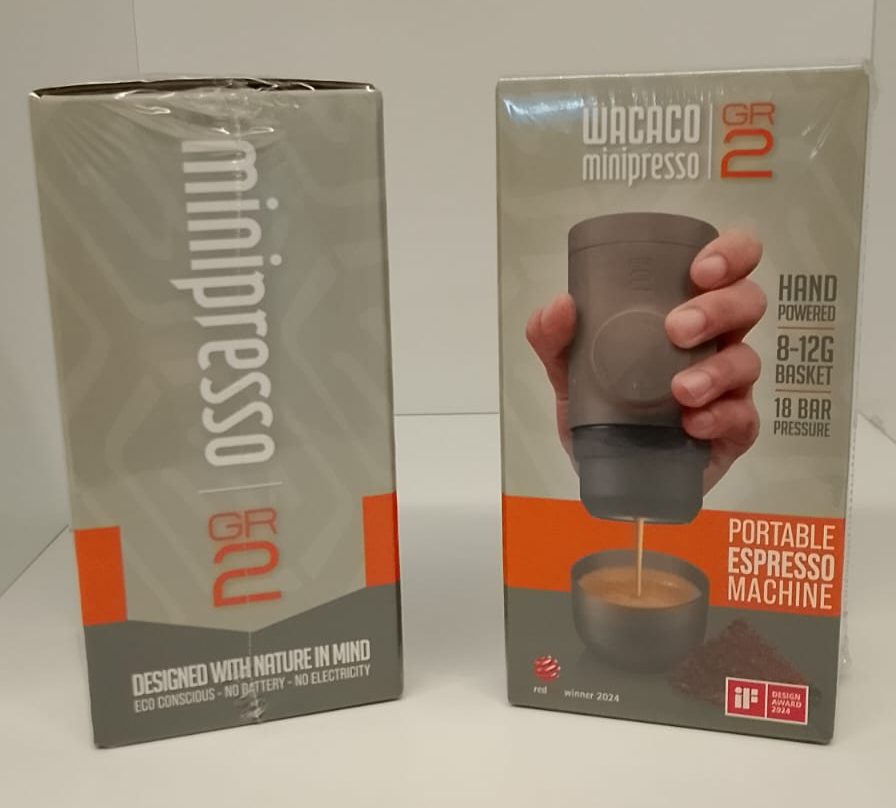 minipresso
GR
2
DESIGNED WITH NATURE IN MIND
ECO CONSCIOUS - NO BATTERY - NO ELECTRICITY
WACACO
minipresso
GR
2
HAND
POWERED
8-12G
BASKET
18 BAR
PRESSURE
PORTABLE
ESPRESSO
MACHINE
red
winner 2024
iF
DESIGN
AWARD
2024